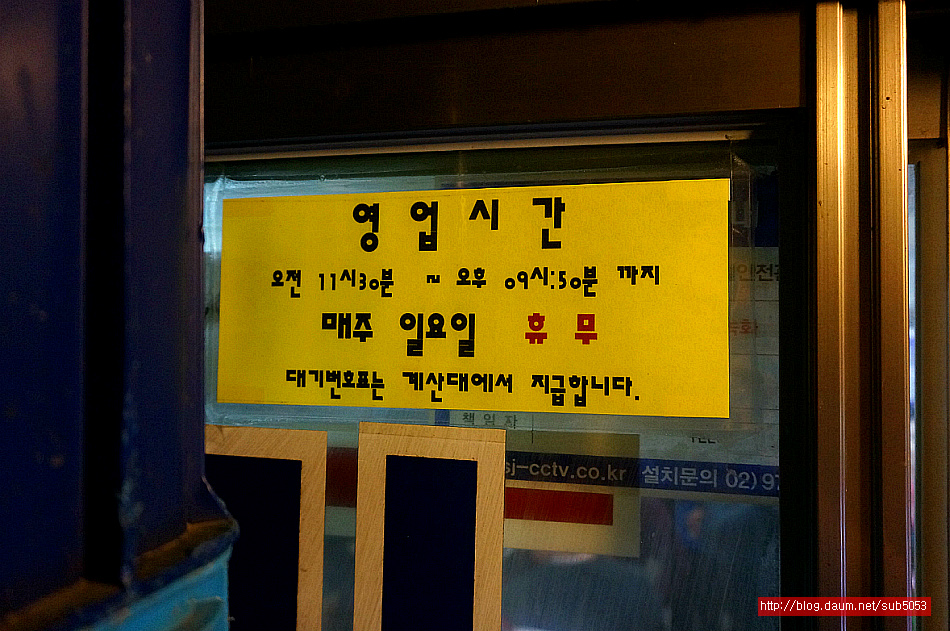 영업시간
오전 11시30분 ~ 오후 09시:50분 까지
매주 일요일 휴무
대기번호표는 계산대에서 지급합니다.
책임자
sj-cctv.co.kr 설치문의 02) 97
http://blog.daum.net/sub5053